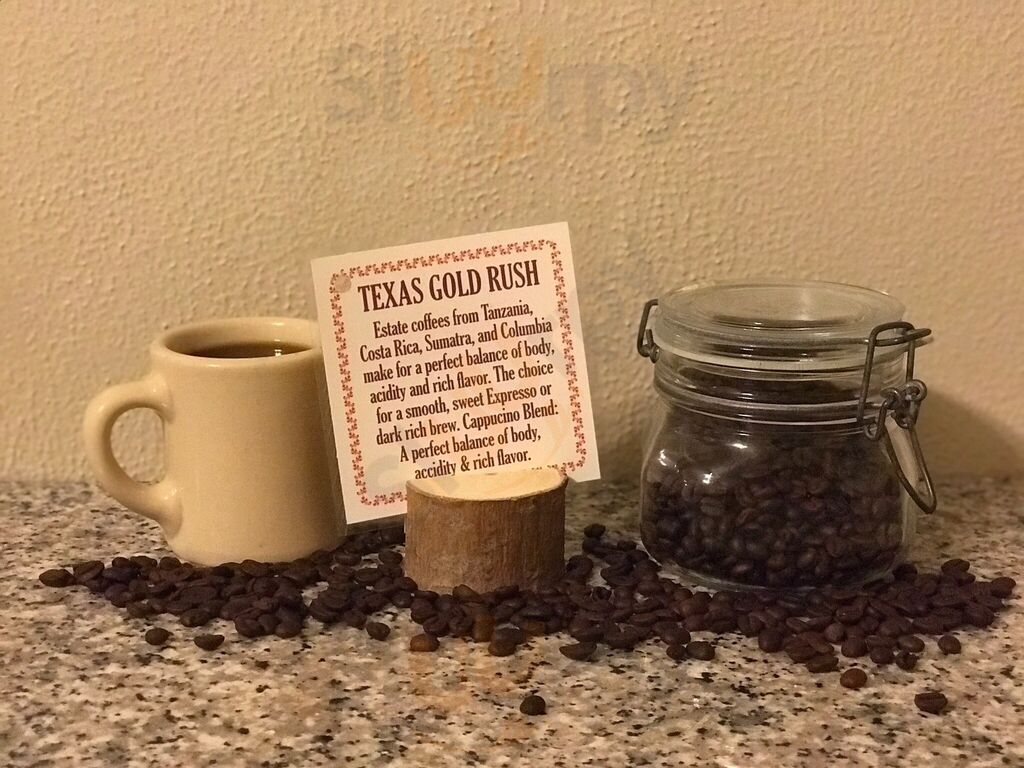 slurrpy
TEXAS GOLD RUSH
Estate coffees from Tanzania,
Costa Rica, Sumatra, and Columbia
make for a perfect balance of body,
acidity and rich flavor. The choice
for a smooth, sweet Expresso or
dark rich brew. Cappucino Blend:
A perfect balance of body,
accidity & rich flavor.